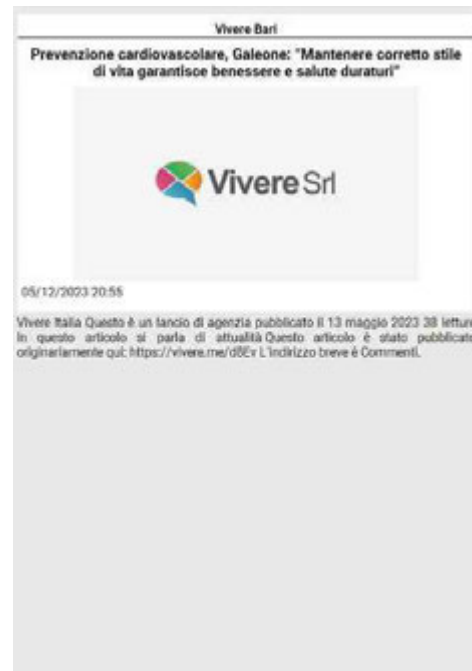 Vivere Bari
Prevenzione cardiovascolare, Galeone: "Mantenere corretto stile
di vita garantisce benessere e salute duraturi"
Vivere Srl
05/12/2023 20:55
Vivere Italia Questo è un lancio di agenzia pubblicato il 13 maggio 2023 38 letture
In questo articolo si parla di attualità Questo articolo è stato pubblicato
originariamente qui: https://vivere.me/d8Ev L'indirizzo breve è Commenti.